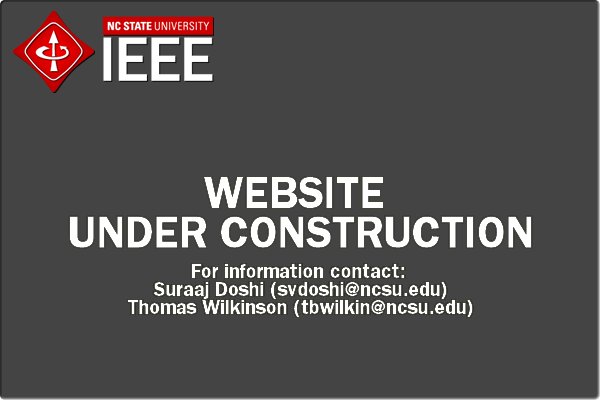 NC STATE UNIVERSITY
IEEE
WEBSITE
UNDER CONSTRUCTION
For information contact:
Suraaj Doshi (svdoshi@ncsu.edu)
Thomas Wilkinson (tbwilkin@ncsu.edu)